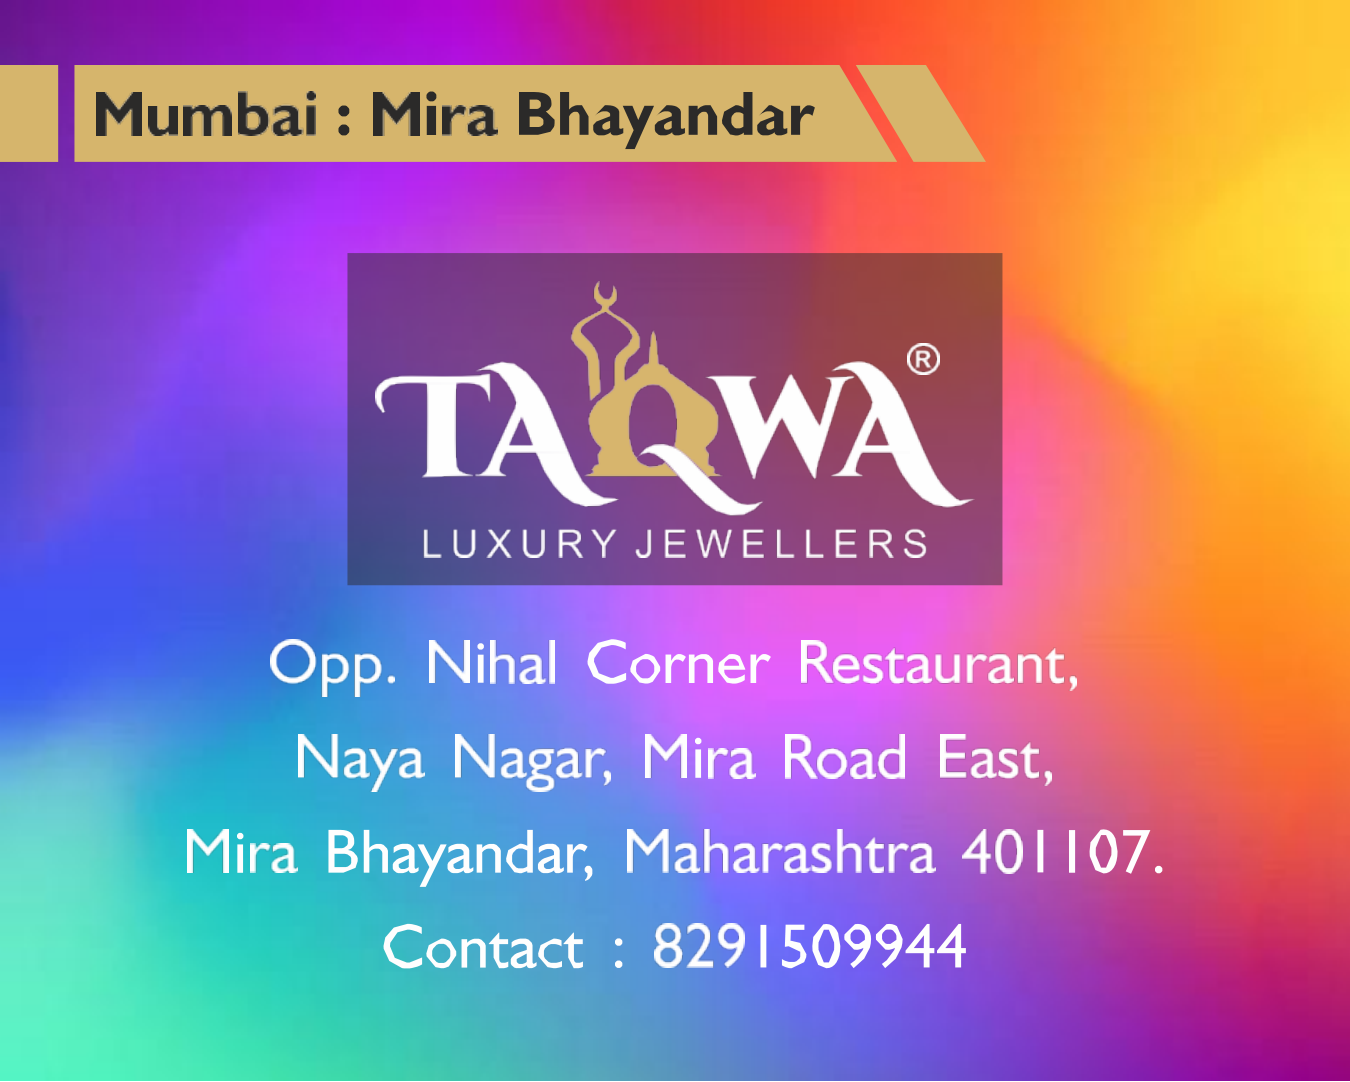 Mumbai : Mira Bhayandar
TAQWA®
LUXURY JEWELLERS
Opp. Nihal Corner Restaurant,
Naya Nagar, Mira Road East,
Mira Bhayandar, Maharashtra 401107.
Contact : 8291509944